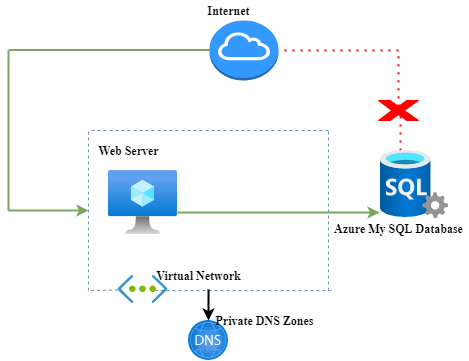 Internet
Web Server
SQL
Azure My SQL Database
Virtual Network
Private DNS Zones
DNS